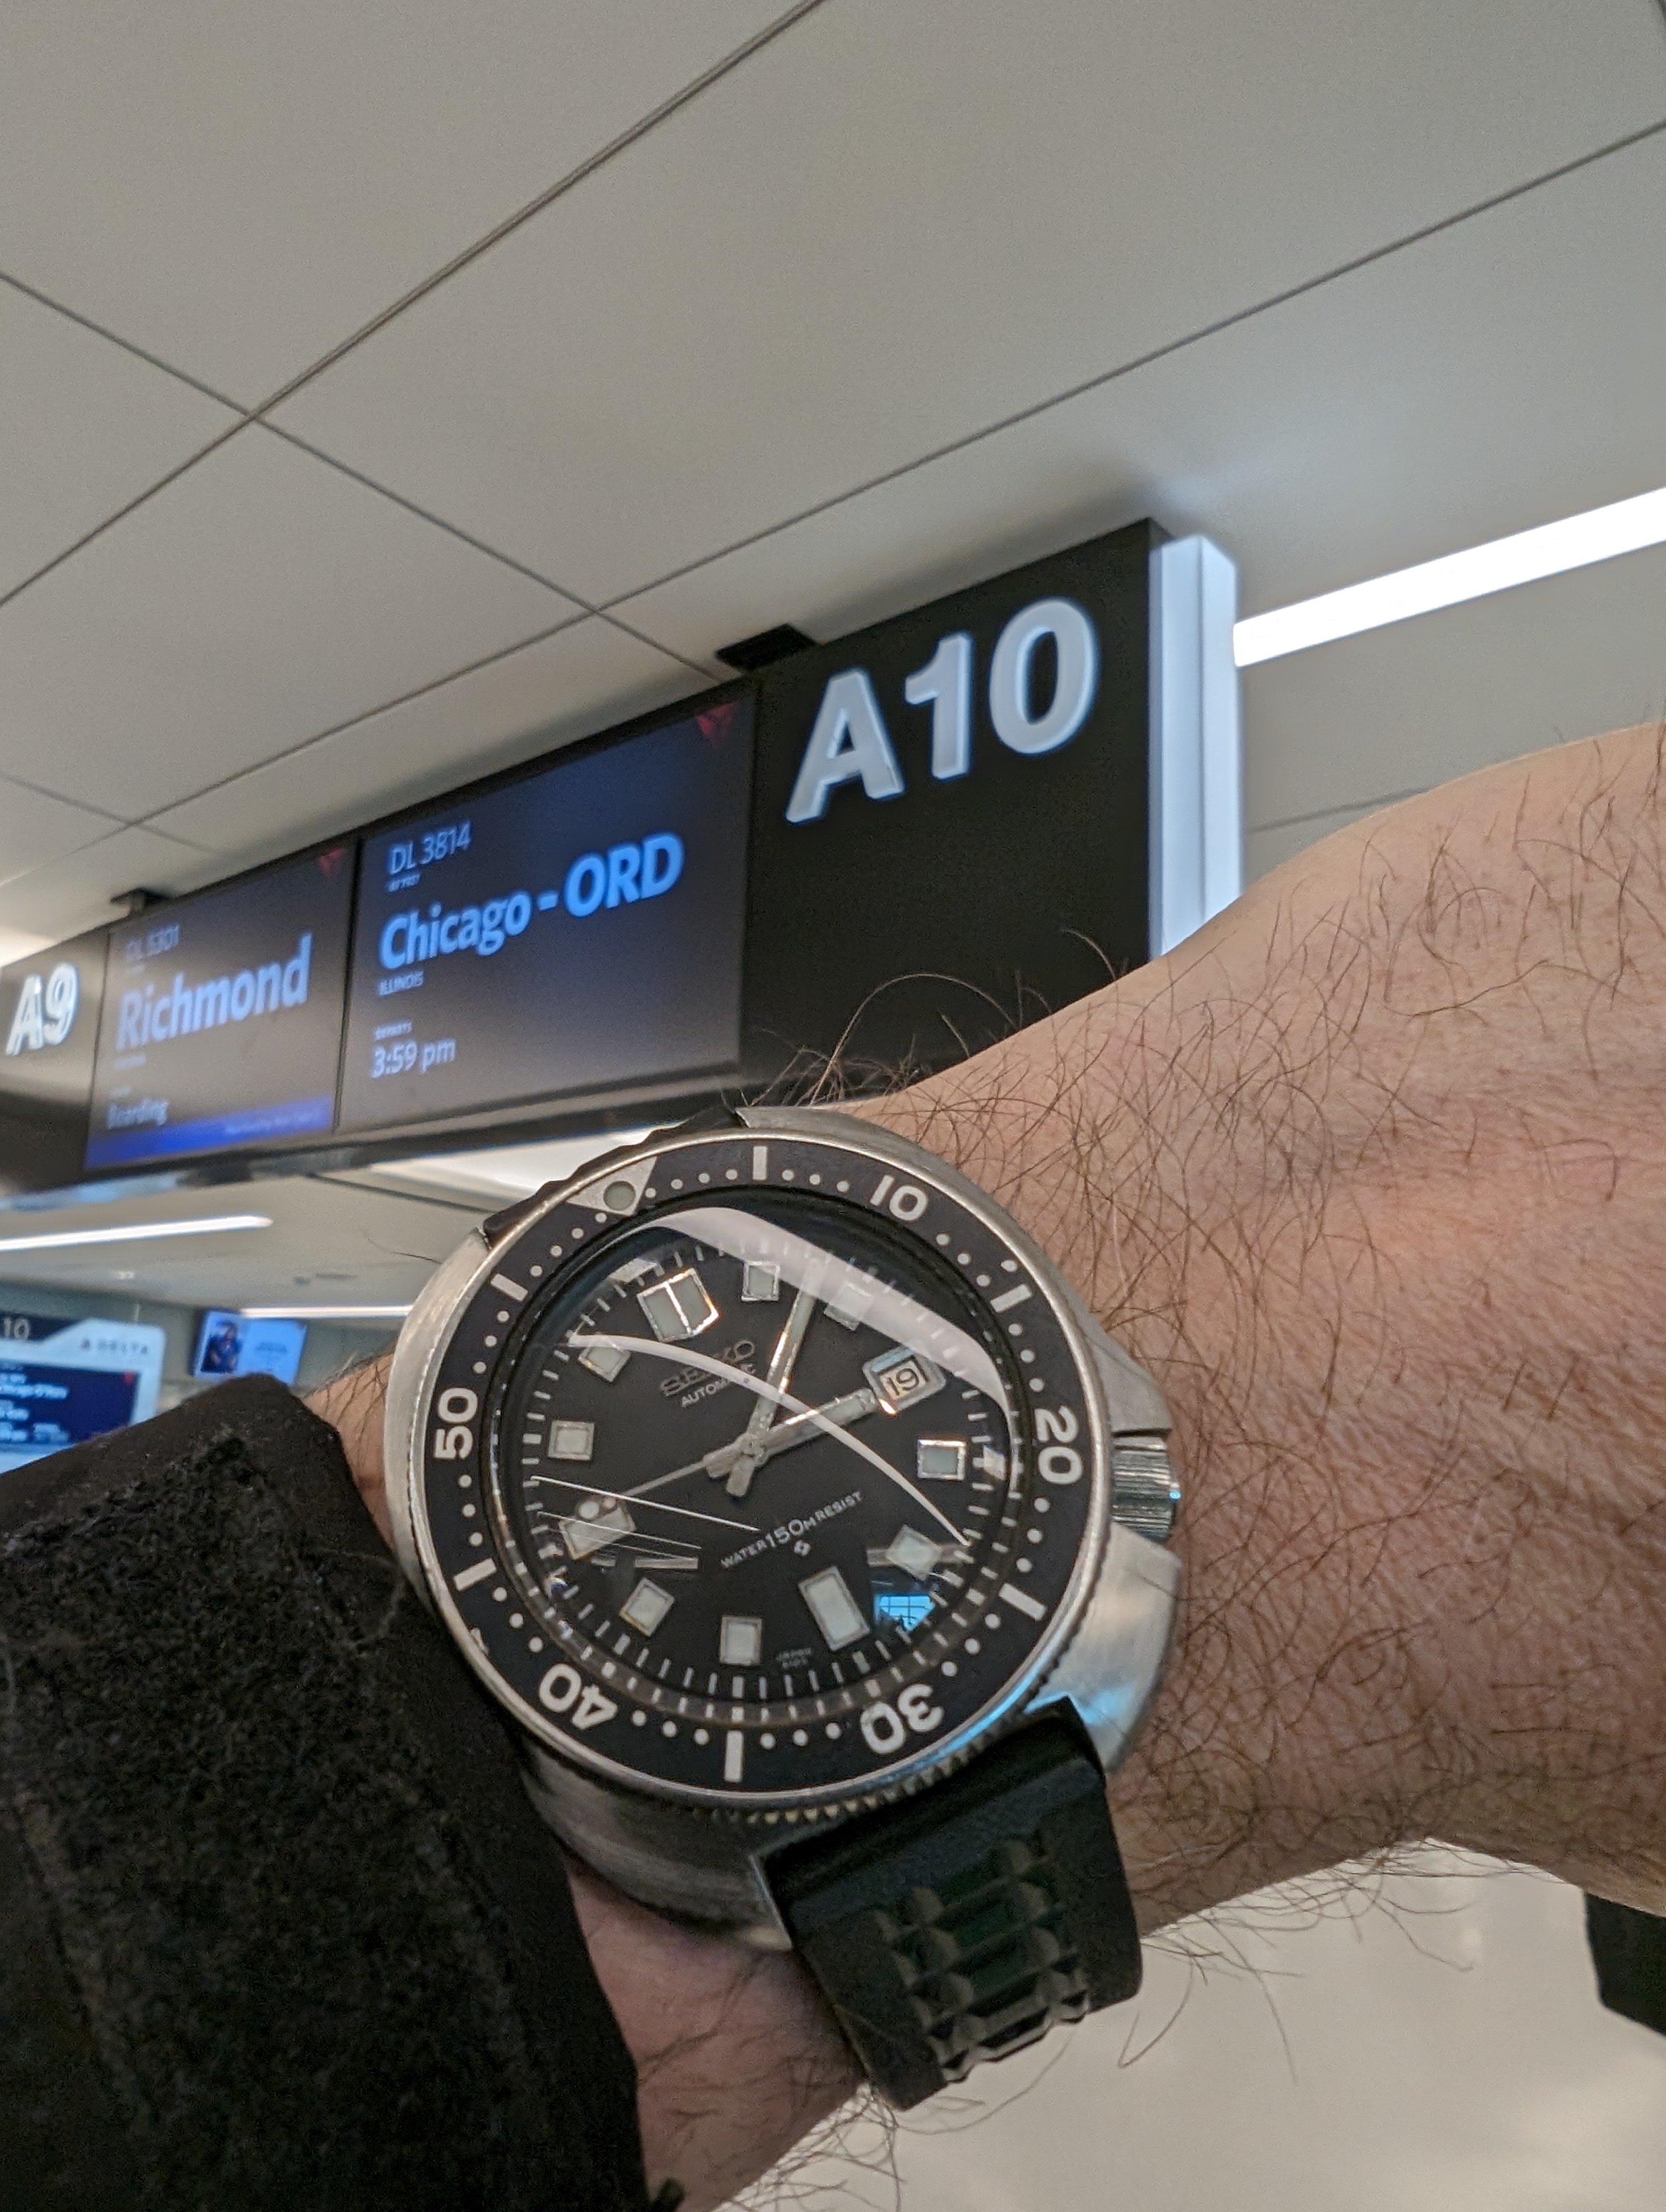 A10
DL 3814
Chicago - ORD
ILLINOIS
DEPARTS
3:59 pm
A9
DL 5301
Richmond
Boarding
10
DELTA
10
20
30
40
50
SEIKO
AUTOMATIC
19
WATER 150M RESIST